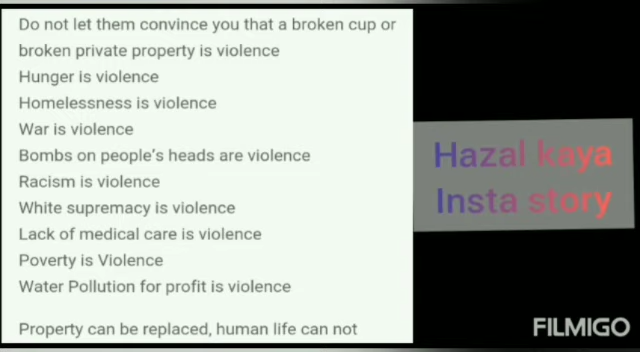 Do not let them convince you that a broken cup or
broken private property is violence
Hunger is violence
Homelessness is violence
War is violence
Bombs on people's heads are violence
Racism is violence
White supremacy is violence
Lack of medical care is violence
Poverty is Violence
Water Pollution for profit is violence
Property can be replaced, human life can not
Hazal kaya
Insta story
FILMIGO